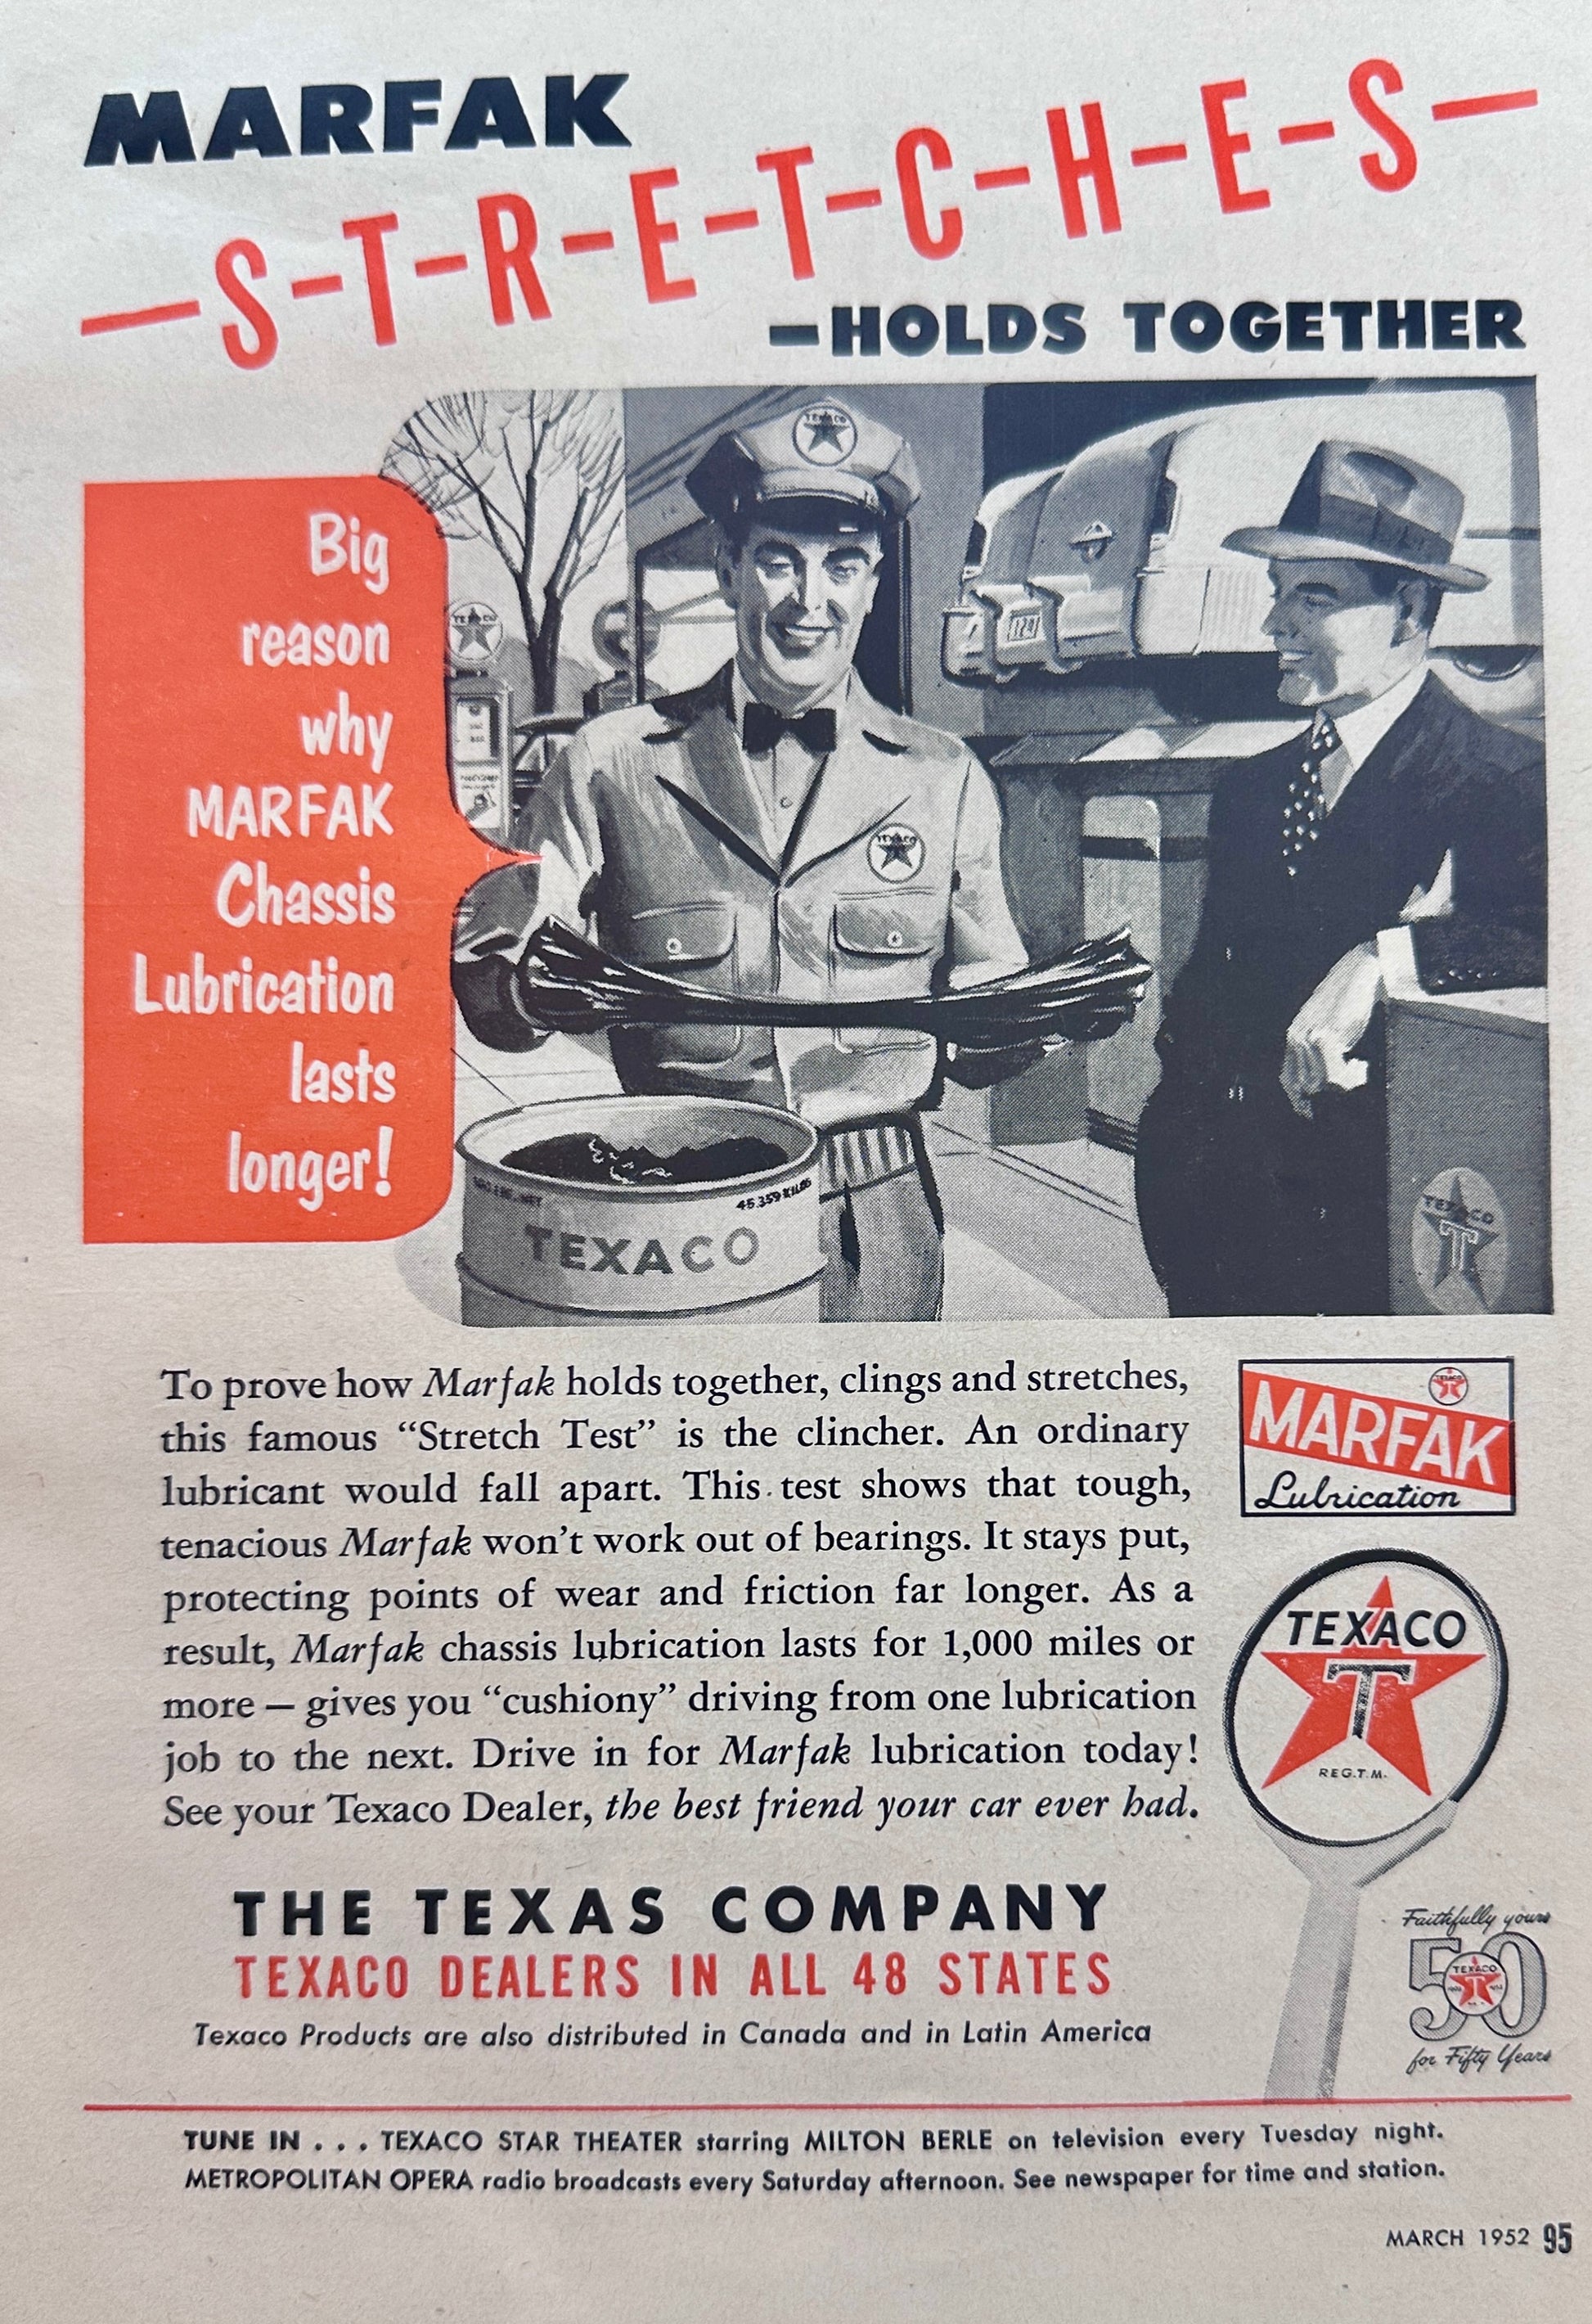 MARFAK
—S—T—R—E—T—C—H—E—S—
—HOLDS TOGETHER
Big
reason
why
MARFAK
Chassis
Lubrication
lasts
longer!
TEXACO
TEXACO
TEXACO
45.359 KILOS
TEXACO
TEXACO
T
To prove how Marfak holds together, clings and stretches,
this famous “Stretch Test” is the clincher. An ordinary
lubricant would fall apart. This test shows that tough,
tenacious Marfak won’t work out of bearings. It stays put,
protecting points of wear and friction far longer. As a
result, Marfak chassis lubrication lasts for 1,000 miles or
more — gives you “cushiony” driving from one lubrication
job to the next. Drive in for Marfak lubrication today!
See your Texaco Dealer, the best friend your car ever had.
TEXACO
MARFAK
Lubrication
TEXACO
T
REG.T.M.
THE TEXAS COMPANY
TEXACO DEALERS IN ALL 48 STATES
Texaco Products are also distributed in Canada and in Latin America
Faithfully yours
50
TEXACO
for Fifty Years
TUNE IN . . . TEXACO STAR THEATER starring MILTON BERLE on television every Tuesday night.
METROPOLITAN OPERA radio broadcasts every Saturday afternoon. See newspaper for time and station.
MARCH 1952 95